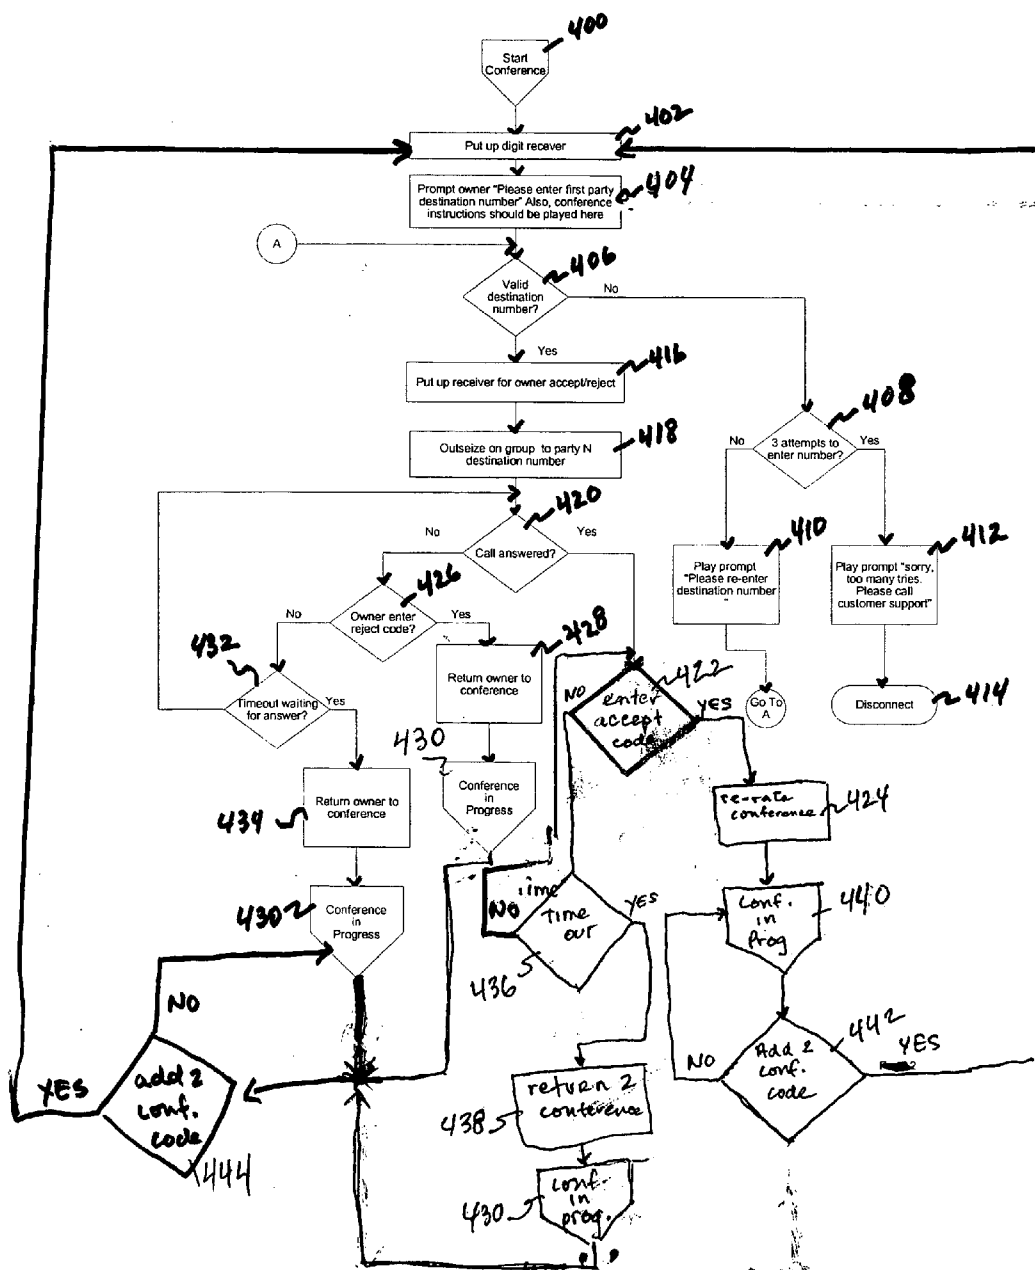 400
Start
Conference
402
Put up digit recever
404
Prompt owner "Please enter first party
destination number" Also, conference
instructions should be played here
A
406
Valid
destination
number?
No
Yes
416
Put up receiver for owner accept/reject
408
3 attempts to
enter number?
No
Yes
418
Outseize on group to party N
destination number
420
Call answered?
No
Yes
410
Play prompt
"Please re-enter
destination number
"
412
Play prompt "sorry,
too many tries.
Please call
customer support"
426
Owner enter
reject code?
No
Yes
428
Return owner to
conference
432
Timeout waiting
for answer?
Yes
422
NO
enter
accept
code
YES
Go To
A
Disconnect
414
430
Conference
in
Progress
434
Return owner to
conference
re-rate
conference
424
430
Conference
in
Progress
Time
NO
Time
out
YES
436
Conf.
in
Prog
440
NO
YES
add 2
conf.
code
444
return 2
conference
438
NO
Add 2
conf.
code
442
YES
conf-
in
prog.
430